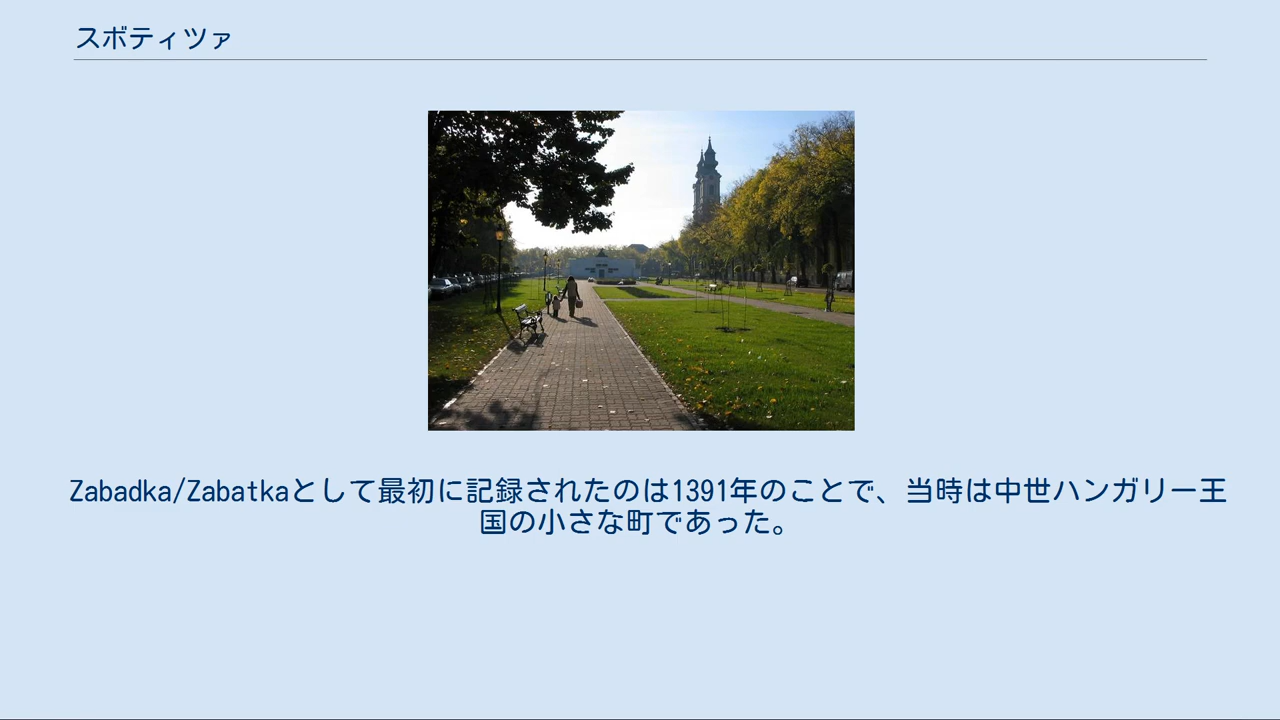 スボティツァ
Zabadka/Zabatkaとして最初に記録されたのは1391年のことで、当時は中世ハンガリー王
国の小さな町であった。